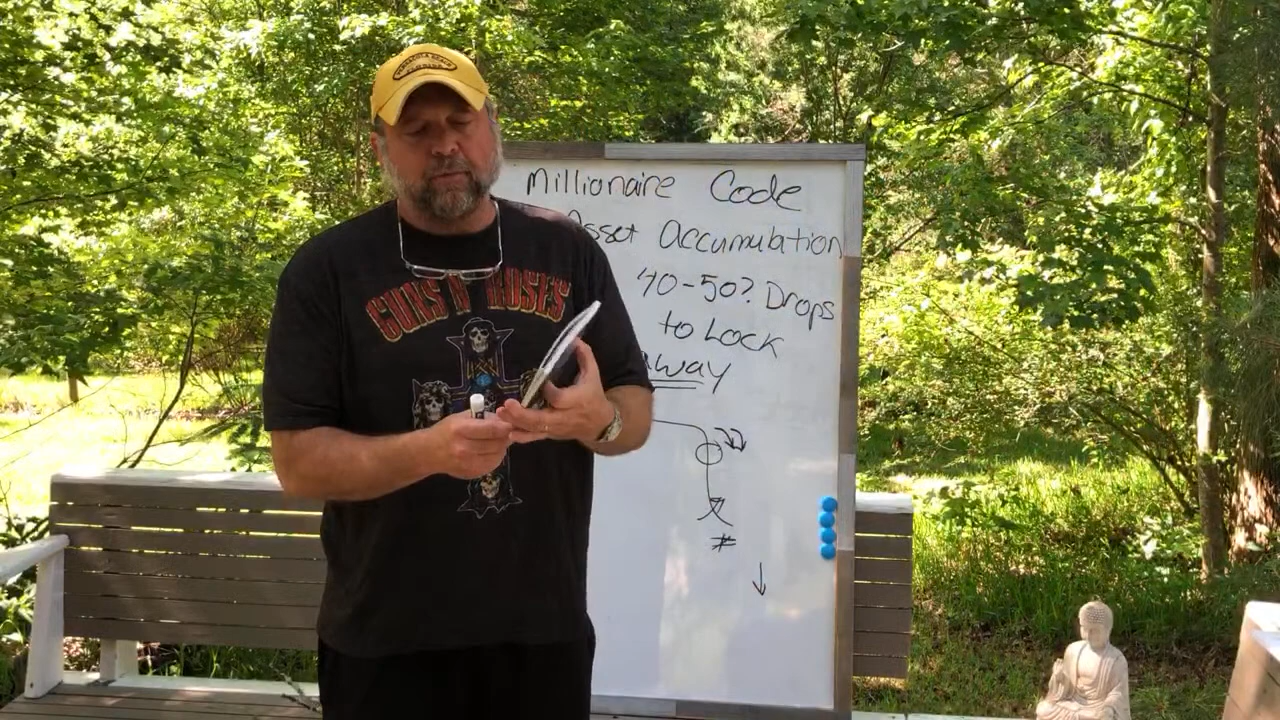 Millionaire Code
Asset Accumulation
40-50? Drops
to Lock
Away
GUNS N' ROSES